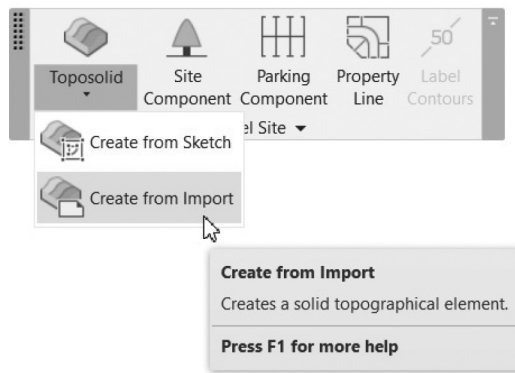 50
Toposolid
Site Component
Parking Component
Property Line
Label Contours
el Site
Create from Sketch
Create from Import
Create from Import
Creates a solid topographical element.
Press F1 for more help